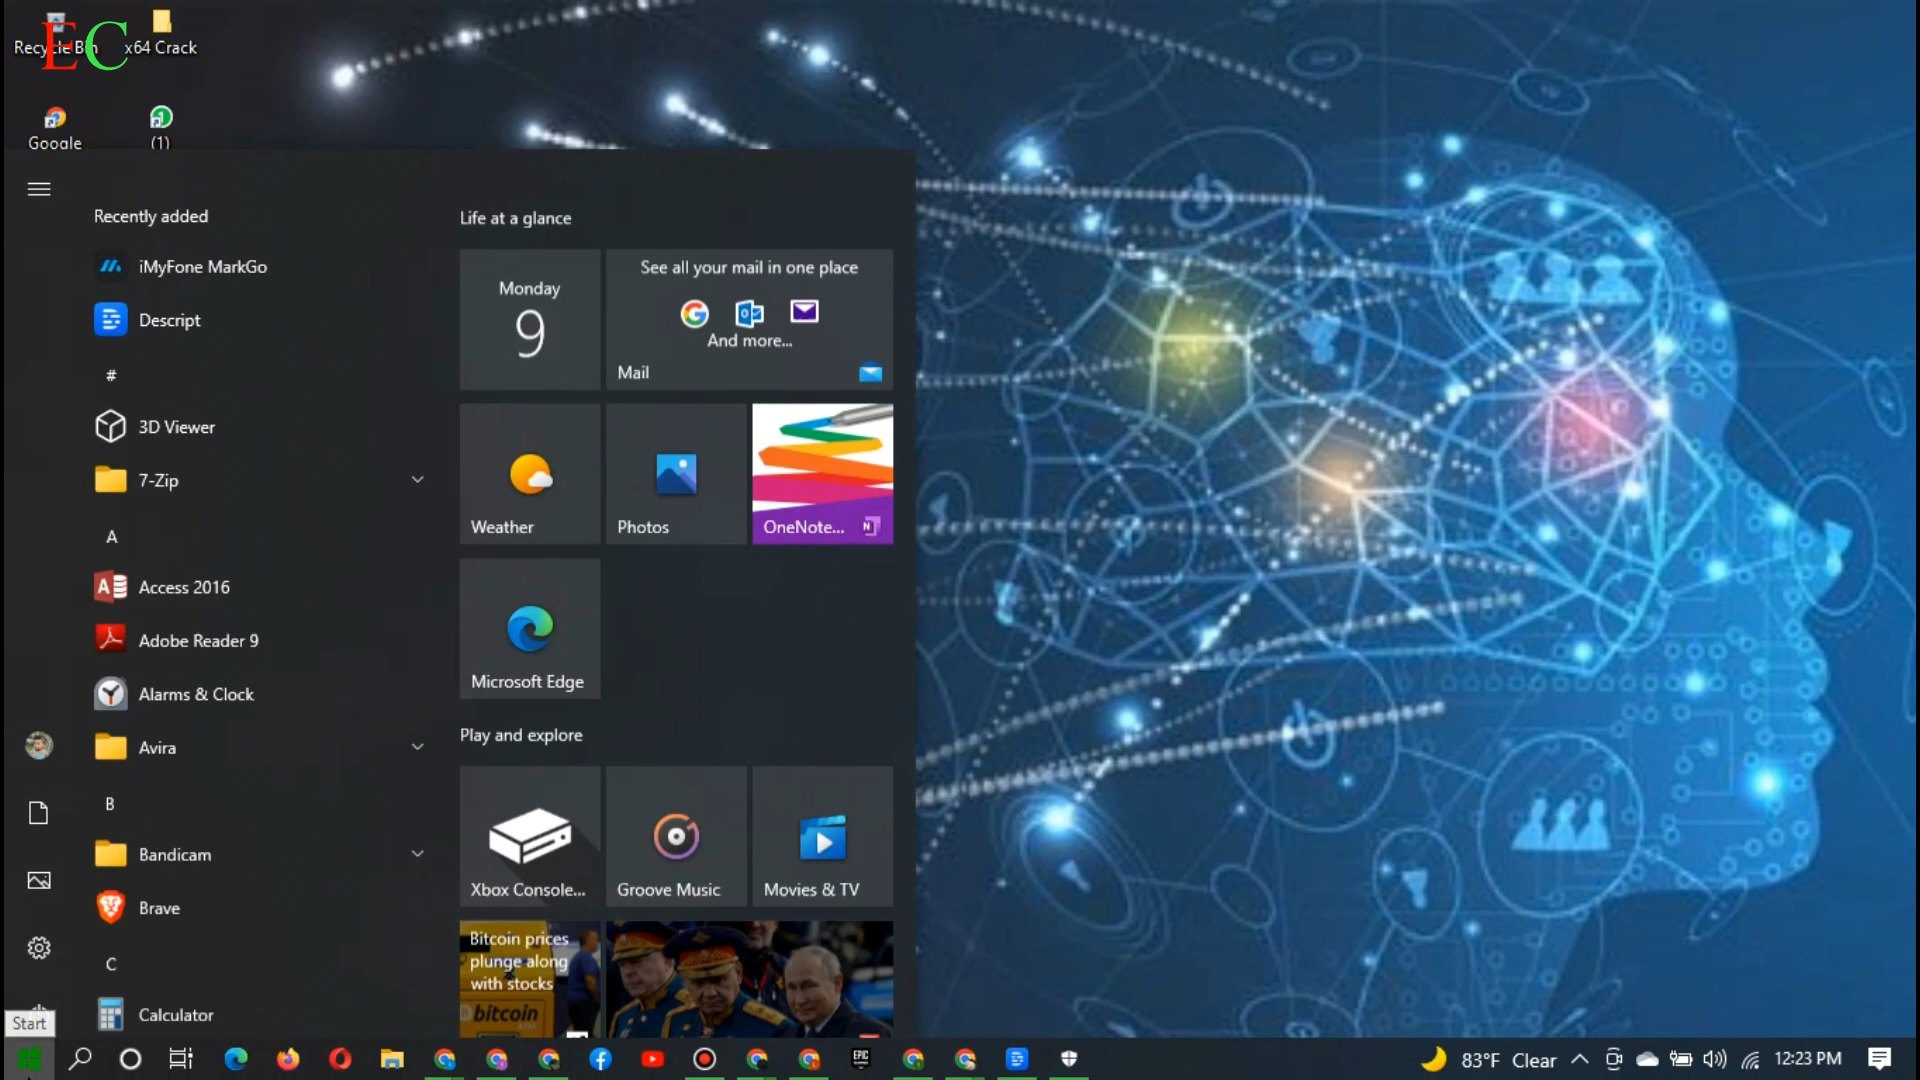 Recycle Bin
x64 Crack
EC
Google
(1)
Recently added
iMyFone MarkGo
Descript
#
3D Viewer
7-Zip
A
Access 2016
Adobe Reader 9
Alarms & Clock
Avira
B
Bandicam
Brave
C
Calculator
Start
Life at a glance
Monday
9
See all your mail in one place
And more...
Mail
Weather
Photos
OneNote...
Microsoft Edge
Play and explore
Xbox Console...
Groove Music
Movies & TV
Bitcoin prices
plunge along
with stocks
bitcoin
EPIC
83°F Clear
12:23 PM